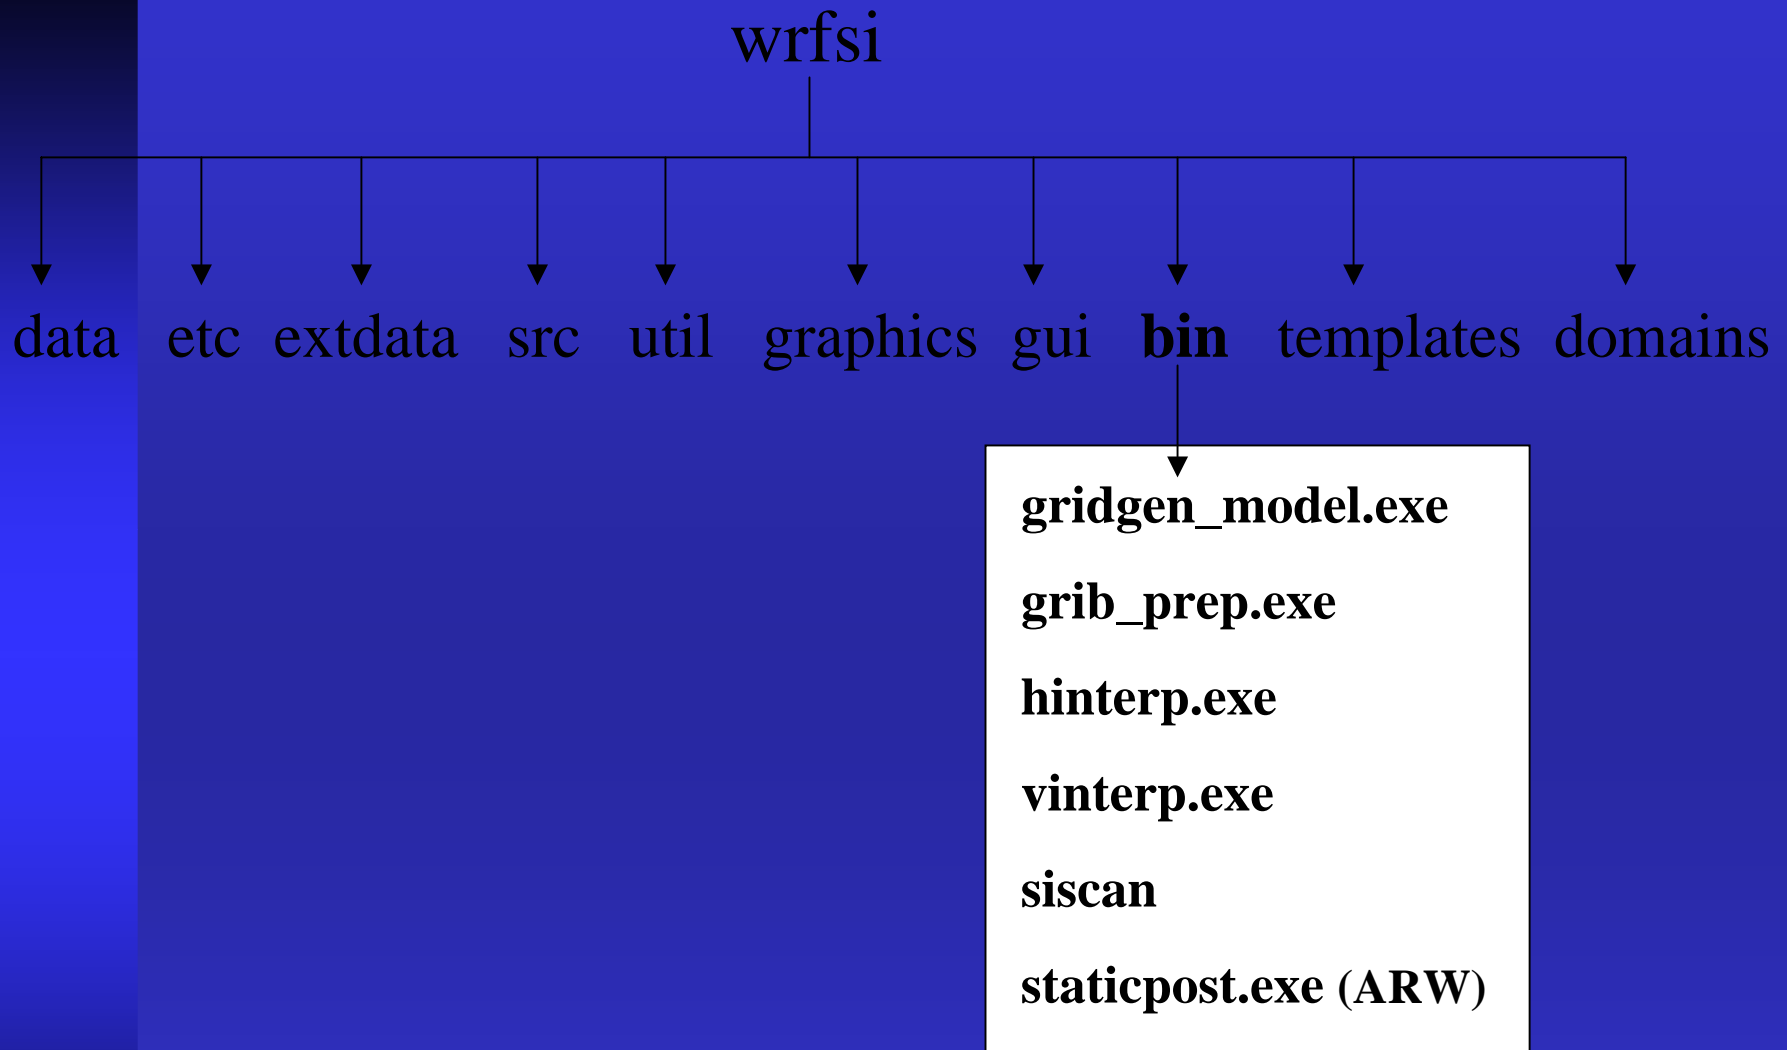 wrfsi
data etc extdata src util graphics gui bin templates domains
gridgen_model.exe
grib_prep.exe
hinterp.exe
vinterp.exe
siscan
staticpost.exe (ARW)